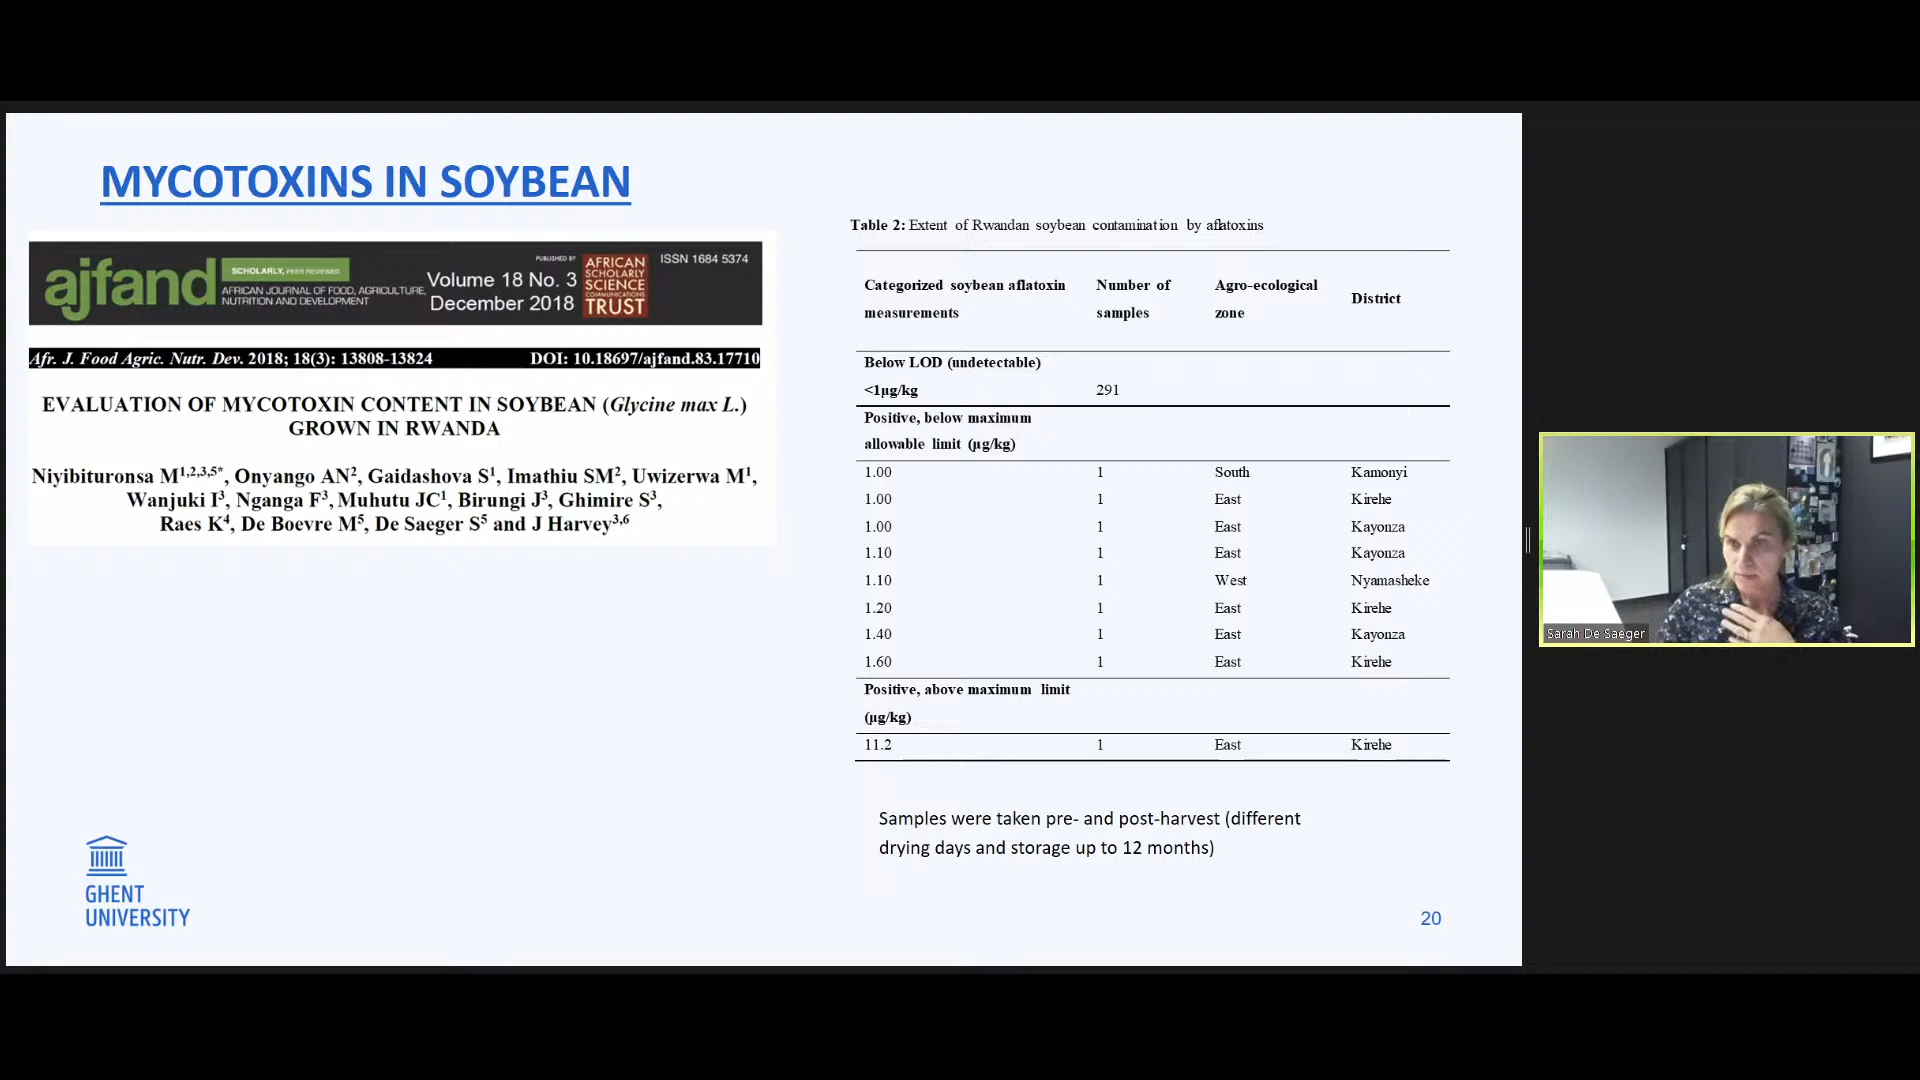 MYCOTOXINS IN SOYBEAN
ajfand
SCHOLARLY, PEER REVIEWED
AFRICAN JOURNAL OF FOOD, AGRICULTURE,
NUTRITION AND DEVELOPMENT
Volume 18 No. 3
December 2018
PUBLISHED BY
AFRICAN
SCHOLARLY
SCIENCE
COMMUNICATIONS
TRUST
ISSN 1684 5374
Afr. J. Food Agric. Nutr. Dev. 2018; 18(3): 13808-13824 DOI: 10.18697/ajfand.83.17710
EVALUATION OF MYCOTOXIN CONTENT IN SOYBEAN (Glycine max L.)
GROWN IN RWANDA
Niyibituronsa M1,2,3,5*, Onyango AN2, Gaidashova S1, Imathiu SM2, Uwizerwa M1,
Wanjuki I3, Nganga F3, Muhutu JC1, Birungi J3, Ghimire S3,
Raes K4, De Boevre M5, De Saeger S5 and J Harvey3,6
GHENT
UNIVERSITY
Table 2: Extent of Rwandan soybean contamination by aflatoxins
Categorized soybean aflatoxin measurements Number of samples Agro-ecological zone District
Below LOD (undetectable)
<1µg/kg 291
Positive, below maximum
allowable limit (µg/kg)
1.00 1 South Kamonyi
1.00 1 East Kirehe
1.00 1 East Kayonza
1.10 1 East Kayonza
1.10 1 West Nyamasheke
1.20 1 East Kirehe
1.40 1 East Kayonza
1.60 1 East Kirehe
Positive, above maximum limit
(µg/kg)
11.2 1 East Kirehe
Samples were taken pre- and post-harvest (different
drying days and storage up to 12 months)
20
Sarah De Saeger